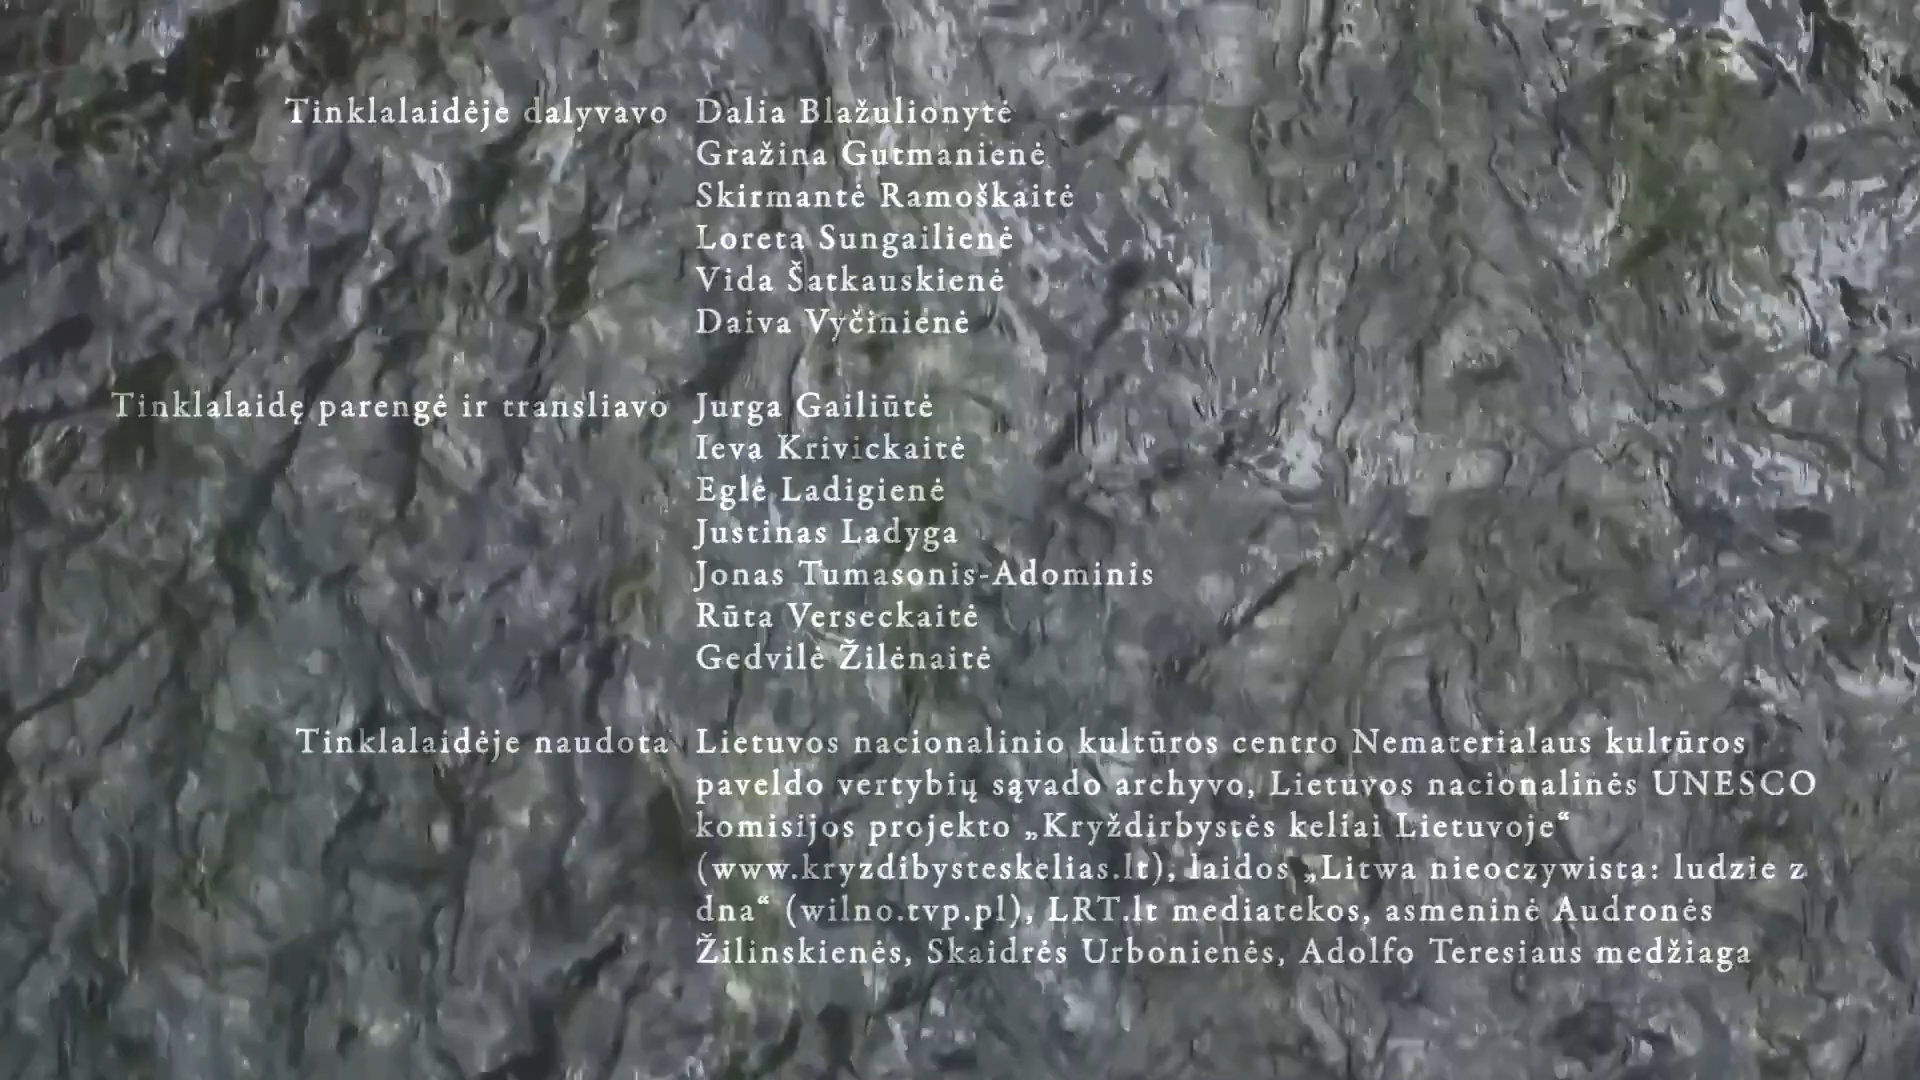 Tinklalaidėje dalyvavo Dalia Blažulionytė
Gražina Gutmanienė
Skirmantė Ramoškaitė
Loreta Sungailienė
Vida Šatkauskienė
Daiva Vyčinienė
Tinklalaidę parengė ir transliavo Jurga Gailiūtė
Ieva Krivickaitė
Eglė Ladigienė
Justinas Ladyga
Jonas Tumasonis-Adominis
Rūta Verseckaitė
Gedvilė Žilėnaitė
Tinklalaidėje naudota Lietuvos nacionalinio kultūros centro Nematerialaus kultūros
paveldo vertybių sąvado archyvo, Lietuvos nacionalinės UNESCO
komisijos projekto „Kryždirbystės keliai Lietuvoje“
(www.kryzdibysteskelias.lt), laidos „Litwa nieoczywista: ludzie z
dna“ (wilno.tvp.pl), LRT.lt mediatekos, asmeninė Audronės
Žilinskienės, Skaidrės Urbonienės, Adolfo Teresiaus medžiaga